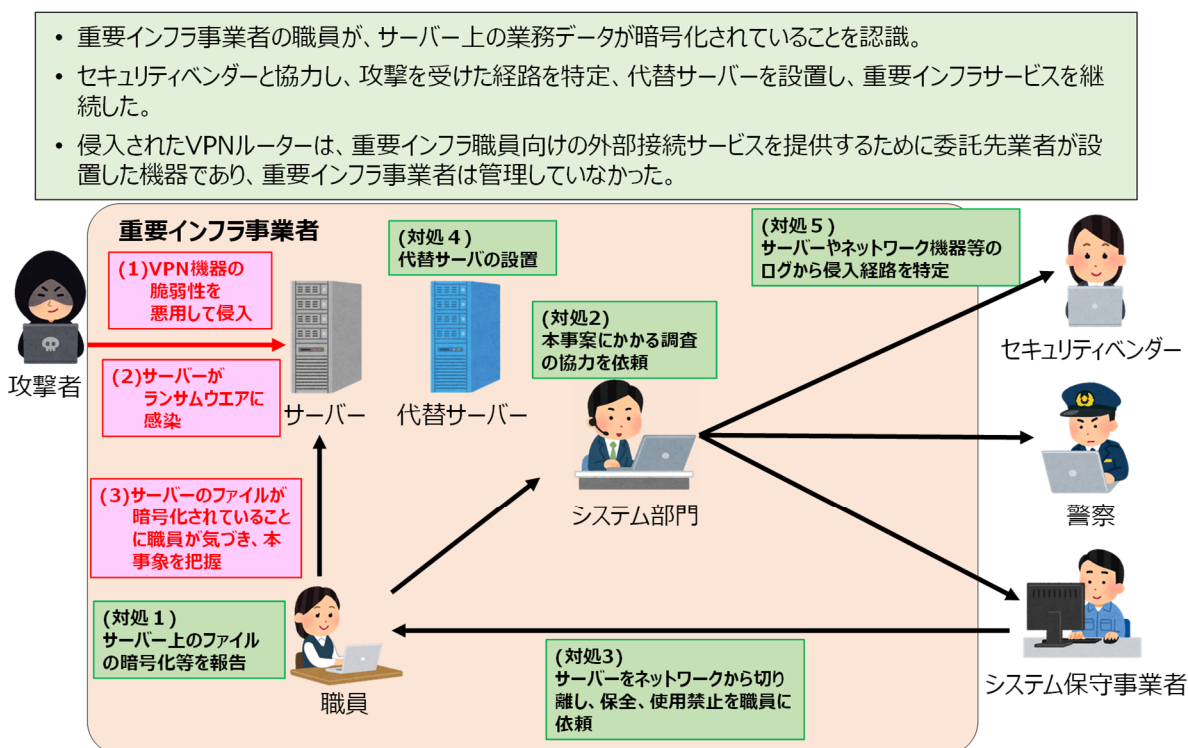 • 重要インフラ事業者の職員が、サーバー上の業務データが暗号化されていることを認識。
• セキュリティベンダーと協力し、攻撃を受けた経路を特定、代替サーバーを設置し、重要インフラサービスを継
続した。
• 侵入されたVPNルーターは、重要インフラ職員向けの外部接続サービスを提供するために委託先業者が設
置した機器であり、重要インフラ事業者は管理していなかった。
重要インフラ事業者
(1)VPN機器の
脆弱性を
悪用して侵入
(2)サーバーが
ランサムウエアに
感染
攻撃者
サーバー
(対処４)
代替サーバの設置
代替サーバー
(対処2)
本事案にかかる調査
の協力を依頼
システム部門
(対処５)
サーバーやネットワーク機器等の
ログから侵入経路を特定
セキュリティベンダー
警察
(3)サーバーのファイルが
暗号化されていること
に職員が気づき、本
事象を把握
(対処１)
サーバー上のファイル
の暗号化等を報告
職員
(対処3)
サーバーをネットワークから切り
離し、保全、使用禁止を職員に
依頼
システム保守事業者